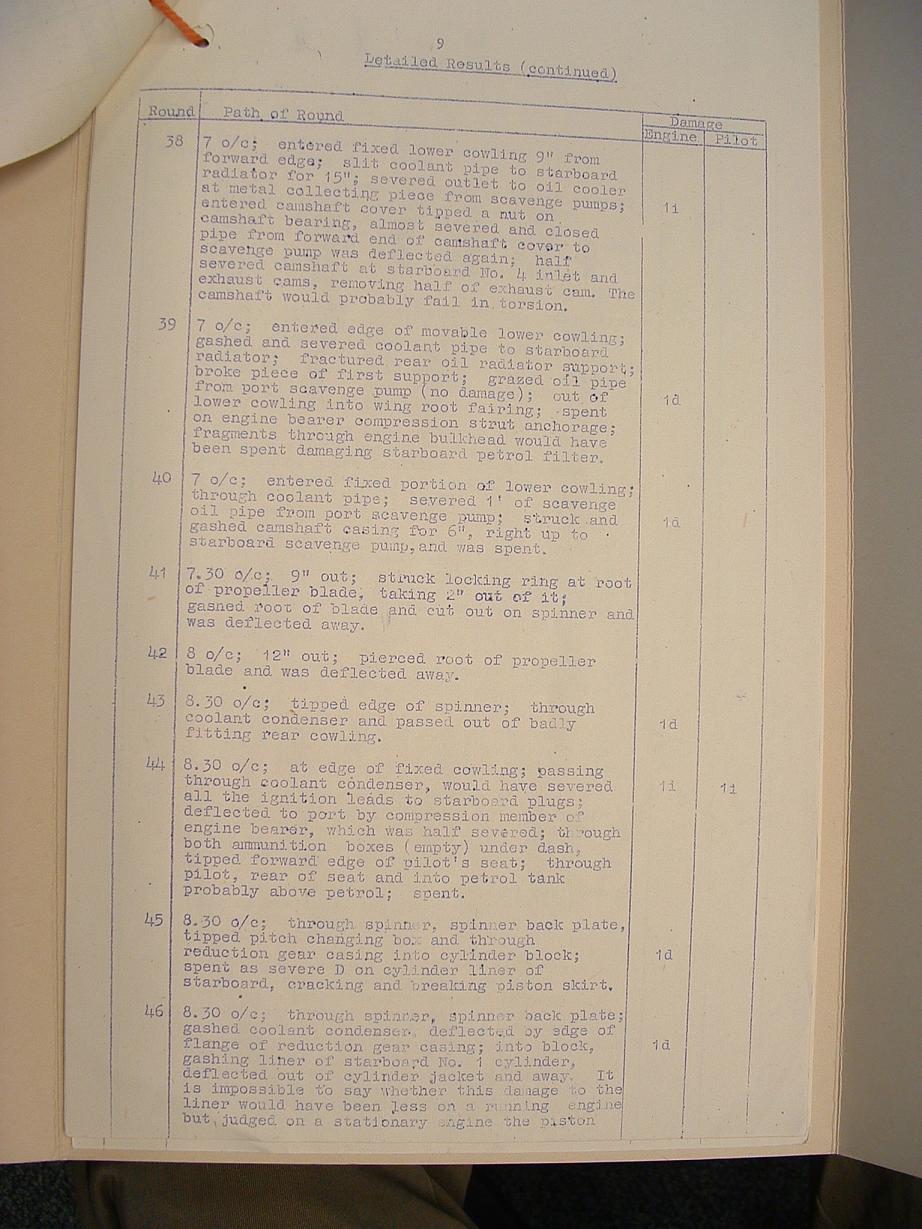 9
Detailed Results (continued)
Round Path of Round Damage
Engine Pilot
38 7 o/c; entered fixed lower cowling 9" from
forward edge; slit coolant pipe to starboard
radiator for 15"; severed outlet to oil cooler
at metal collecting piece from scavenge pumps;
entered camshaft cover tipped a nut on 1i
camshaft bearing, almost severed and closed
pipe from forward end of camshaft cover to
scavenge pump was deflected again; half
severed camshaft at starboard No. 4 inlet and
exhaust cams, removing half of exhaust cam. The
camshaft would probably fail in torsion.
39 7 o/c; entered edge of movable lower cowling;
gashed and severed coolant pipe to starboard
radiator; fractured rear oil radiator support;
broke piece of first support; grazed oil pipe
from port scavenge pump (no damage); out of 1d
lower cowling into wing root fairing; spent
on engine bearer compression strut anchorage;
fragments through engine bulkhead would have
been spent damaging starboard petrol filter.
40 7 o/c; entered fixed portion of lower cowling;
through coolant pipe; severed 1' of scavenge
oil pipe from port scavenge pump; struck and 1d
gashed camshaft casing for 6", right up to
starboard scavenge pump, and was spent.
41 7.30 o/c; 9" out; struck locking ring at root
of propeller blade, taking 2" out of it;
gashed root of blade and cut out on spinner and
was deflected away.
42 8 o/c; 12" out; pierced root of propeller
blade and was deflected away.
43 8.30 o/c; tipped edge of spinner; through
coolant condenser and passed out of badly 1d
fitting rear cowling.
44 8.30 o/c; at edge of fixed cowling; passing
through coolant condenser, would have severed 1i 1i
all the ignition leads to starboard plugs;
deflected to port by compression member of
engine bearer, which was half severed; through
both ammunition boxes (empty) under dash,
tipped forward edge of pilot's seat; through
pilot, rear of seat and into petrol tank
probably above petrol; spent.
45 8.30 o/c; through spinner, spinner back plate,
tipped pitch changing box and through
reduction gear casing into cylinder block; 1d
spent as severe D on cylinder liner of
starboard, cracking and breaking piston skirt.
46 8.30 o/c; through spinner, spinner back plate;
gashed coolant condenser, deflected by edge of
flange of reduction gear casing; into block, 1d
gashing liner of starboard No. 1 cylinder,
deflected out of cylinder jacket and away. It
is impossible to say whether this damage to the
liner would have been less on a running engine
but, judged on a stationary engine the piston